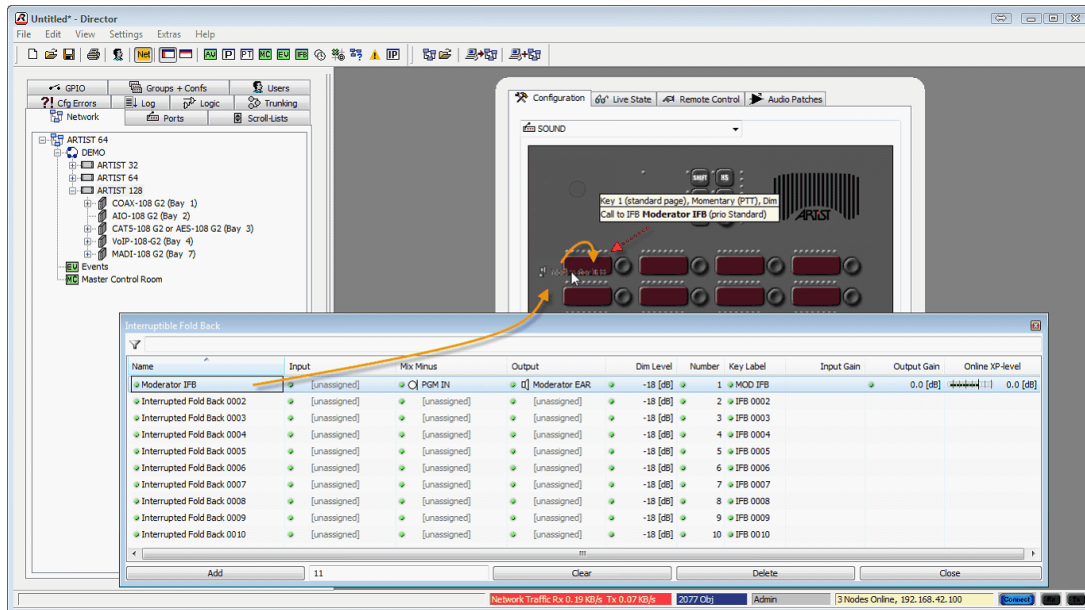 Untitled* - Director
File Edit View Settings Extras Help
Net AV P PT MC EV IFB IP
GPIO Groups + Confs Users
Cfg Errors Log Logic Trunking
Network Ports Scroll-Lists
ARTIST 64
DEMO
ARTIST 32
ARTIST 64
ARTIST 128
COAX-108 G2 (Bay 1)
AIO-108 G2 (Bay 2)
CAT5-108 G2 or AES-108 G2 (Bay 3)
VoIP-108-G2 (Bay 4)
MADI-108 G2 (Bay 7)
EV Events
MC Master Control Room
Configuration Live State Remote Control Audio Patches
SOUND
SHIFT HS
Key 1 (standard page), Momentary (PTT), Dim
Call to IFB Moderator IFB (prio Standard)
ARTIST
Interruptible Fold Back
Name Input Mix Minus Output Dim Level Number Key Label Input Gain Output Gain Online XP-level
Moderator IFB [unassigned] PGM IN Moderator EAR -18 [dB] 1 MOD IFB 0.0 [dB] 0.0 [dB]
Interrupted Fold Back 0002 [unassigned] [unassigned] [unassigned] -18 [dB] 2 IFB 0002
Interrupted Fold Back 0003 [unassigned] [unassigned] [unassigned] -18 [dB] 3 IFB 0003
Interrupted Fold Back 0004 [unassigned] [unassigned] [unassigned] -18 [dB] 4 IFB 0004
Interrupted Fold Back 0005 [unassigned] [unassigned] [unassigned] -18 [dB] 5 IFB 0005
Interrupted Fold Back 0006 [unassigned] [unassigned] [unassigned] -18 [dB] 6 IFB 0006
Interrupted Fold Back 0007 [unassigned] [unassigned] [unassigned] -18 [dB] 7 IFB 0007
Interrupted Fold Back 0008 [unassigned] [unassigned] [unassigned] -18 [dB] 8 IFB 0008
Interrupted Fold Back 0009 [unassigned] [unassigned] [unassigned] -18 [dB] 9 IFB 0009
Interrupted Fold Back 0010 [unassigned] [unassigned] [unassigned] -18 [dB] 10 IFB 0010
Add 11 Clear Delete Close
Network Traffic Rx 0.19 KB/s Tx 0.07 KB/s 2077 Obj Admin 3 Nodes Online, 192.168.42.100 Connect